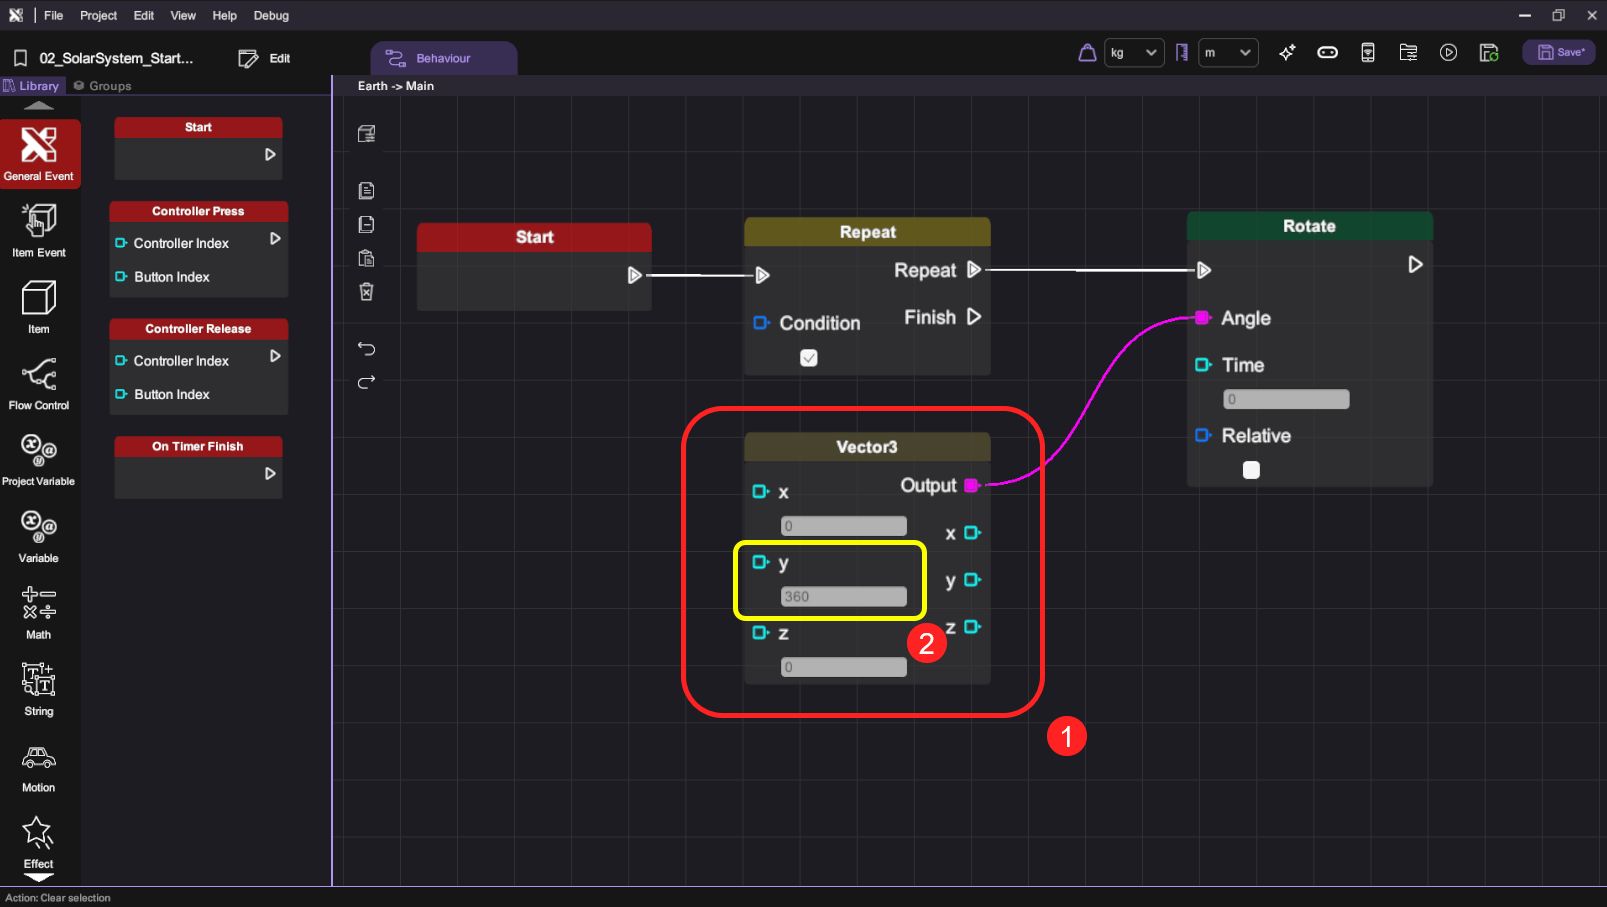 File Project Edit View Help Debug
02_SolarSystem_Start... Edit Behaviour kg m Save*
Library Groups
Earth -> Main
General Event
Item Event
Item
Flow Control
Project Variable
Variable
Math
String
Motion
Effect
Start
Controller Press
Controller Index
Button Index
Controller Release
Controller Index
Button Index
On Timer Finish
Start
Repeat
Repeat
Finish
Condition
Rotate
Angle
Time
0
Relative
Vector3
Output
x
0
x
y
360
y
z
0
z
2
1
Action: Clear selection